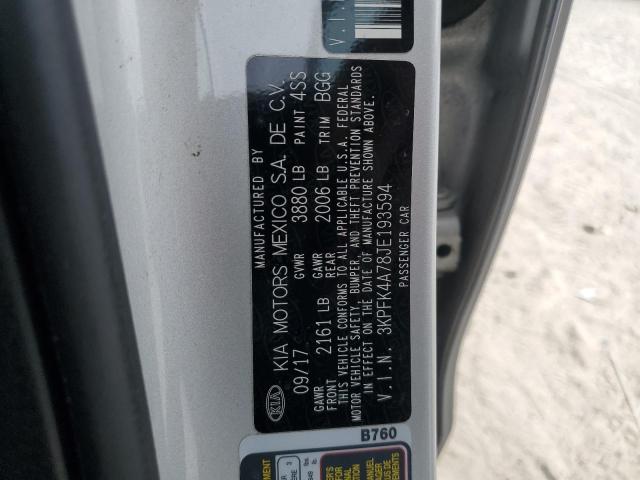 MANUFACTURED BY
KIA KIA MOTORS MEXICO S.A. DE C.V.
09/17 GVWR 3880 LB PAINT 4SS
GAWR FRONT 2161 LB GAWR REAR 2006 LB TRIM BGG
THIS VEHICLE CONFORMS TO ALL APPLICABLE U.S.A. FEDERAL
MOTOR VEHICLE SAFETY, BUMPER, AND THEFT PREVENTION STANDARDS
IN EFFECT ON THE DATE OF MANUFACTURE SHOWN ABOVE.
V.I.N. 3KPFK4A78JE193594
PASSENGER CAR
V.I.N
B760